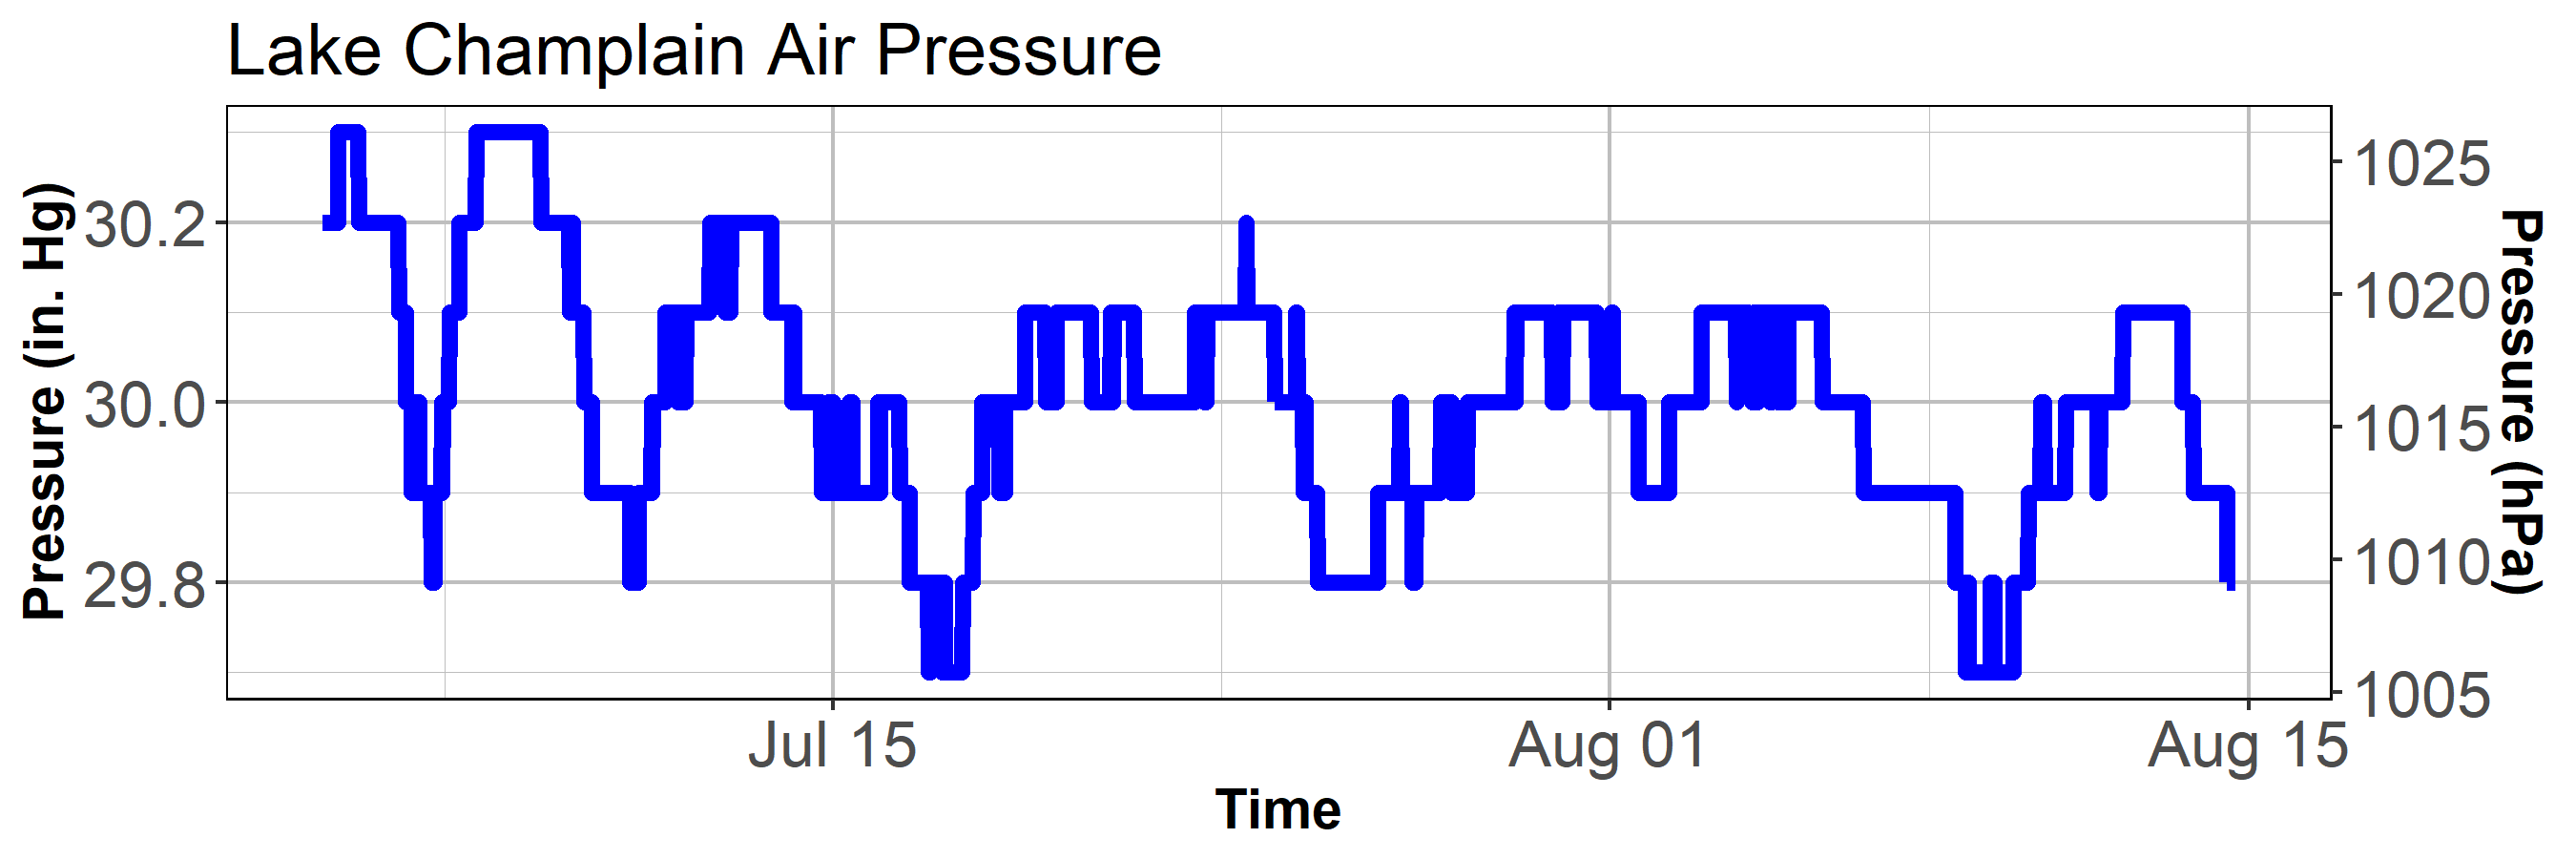 Lake Champlain Air Pressure
Pressure (in. Hg)
30.2
30.0
29.8
1025
1020
1015
1010
1005
Pressure (hPa)
Jul 15
Aug 01
Aug 15
Time